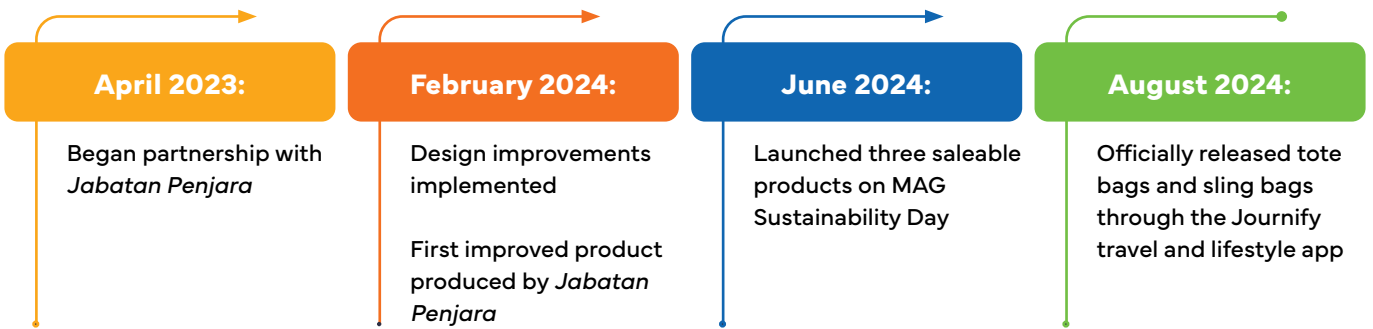 April 2023:
Began partnership with
Jabatan Penjara
February 2024:
Design improvements
implemented
First improved product
produced by Jabatan
Penjara
June 2024:
Launched three saleable
products on MAG
Sustainability Day
August 2024:
Officially released tote
bags and sling bags
through the Journify
travel and lifestyle app